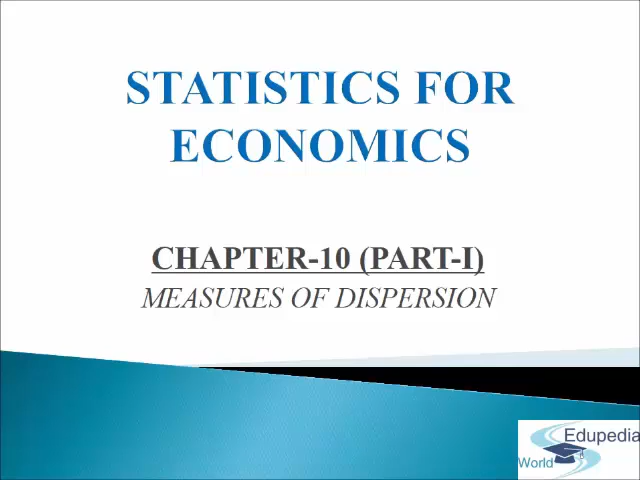 STATISTICS FOR
ECONOMICS
CHAPTER-10 (PART-I)
MEASURES OF DISPERSION
Edupedia
World